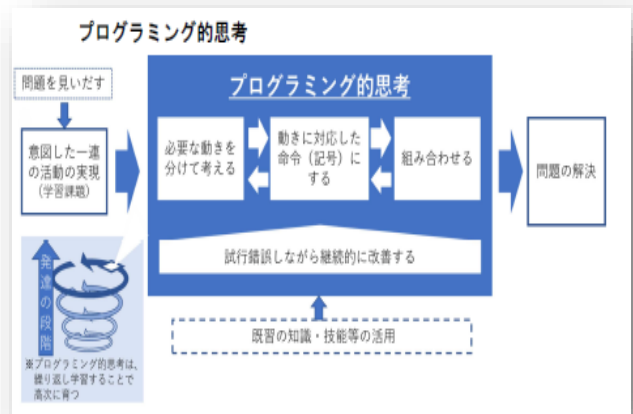 プログラミング的思考
問題を見いだす
意図した一連
の活動の実現
(学習課題)
プログラミング的思考
必要な動きを
分けて考える
動きに対応した
命令（記号）に
する
組み合わせる
試行錯誤しながら継続的に改善する
問題の解決
既習の知識・技能等の活用
発達の段階
※プログラミング的思考は、
繰り返し学習することで
高次に育つ